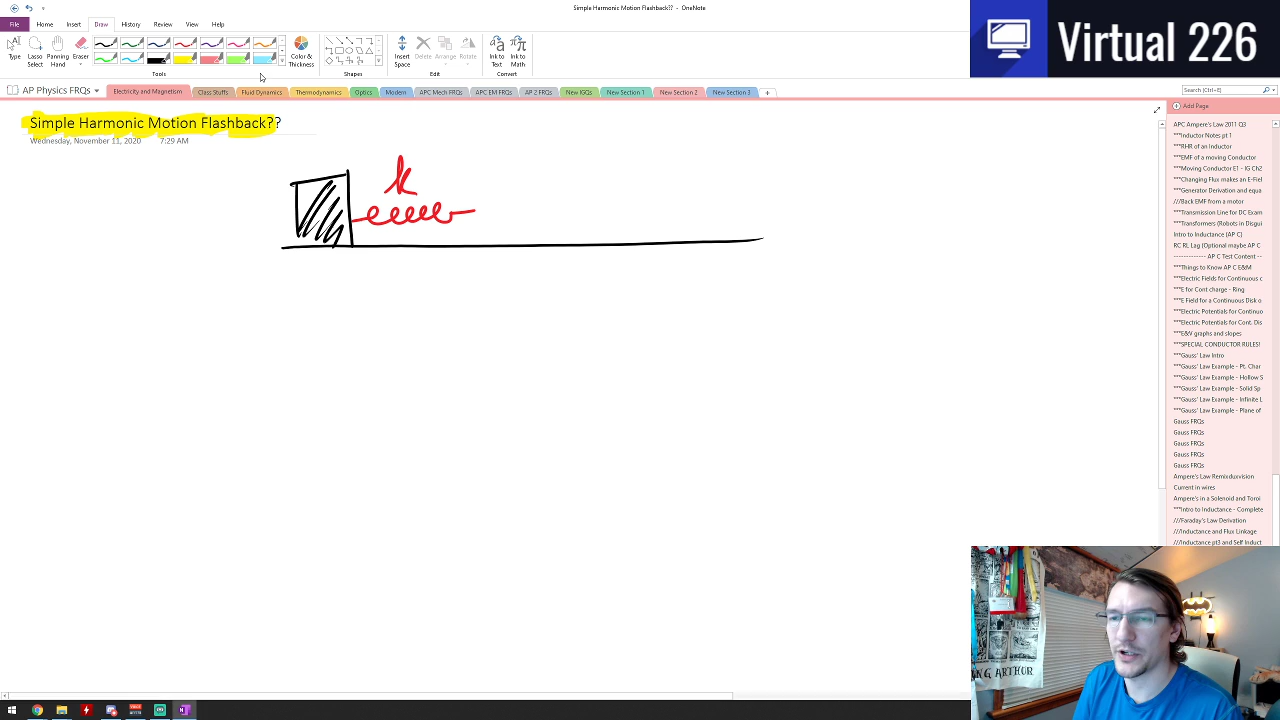 Simple Harmonic Motion Flashback?? - OneNote
File Home Insert Draw History Review View Help
Type
Lasso Select
Panning Hand
Eraser
Color & Thickness
Insert Space
Delete
Arrange
Rotate
Ink to Text
Ink to Math
Tools Shapes Edit Convert
Virtual 226
AP Physics FRQs
Electricity and Magnetism Class Stuffs Fluid Dynamics Thermodynamics Optics Modern APC Mech FRQs APC EM FRQs AP 2 FRQs New IGQs New Section 1 New Section 2 New Section 3
Search (Ctrl+E)
Simple Harmonic Motion Flashback??
Wednesday, November 11, 2020 7:29 AM
k
Add Page
APC Ampere's Law 2011 Q3
***Inductor Notes pt 1
***RHR of an Inductor
***EMF of a moving Conductor
***Moving Conductor E1 - IG Ch2
***Changing Flux makes an E-Fiel
***Generator Derivation and equa
///Back EMF from a motor
***Transmission Line for DC Exam
***Transformers (Robots in Disgui
Intro to Inductance (AP C)
RC RL Lag (Optional maybe AP C
------------- AP C Test Content --
***Things to Know AP C E&M
***Electric Fields for Continuous c
***E for Cont charge - Ring
***E Field for a Continuous Disk o
***Electric Potentials for Continuo
***Electric Potentials for Cont. Dis
***E&V graphs and slopes
***SPECIAL CONDUCTOR RULES!
***Gauss' Law Intro
***Gauss' Law Example - Pt. Char
***Gauss' Law Example - Hollow S
***Gauss' Law Example - Solid Sp
***Gauss' Law Example - Infinite L
***Gauss' Law Example - Plane of
Gauss FRQs
Gauss FRQs
Gauss FRQs
Gauss FRQs
Gauss FRQs
Ampere's Law Remixduxvision
Current in wires
Ampere's in a Solenoid and Toroi
***Intro to Inductance - Complete
///Faraday's Law Derivation
///Inductance and Flux Linkage
///Inductance pt3 and Self Induct
NG ARTHUR